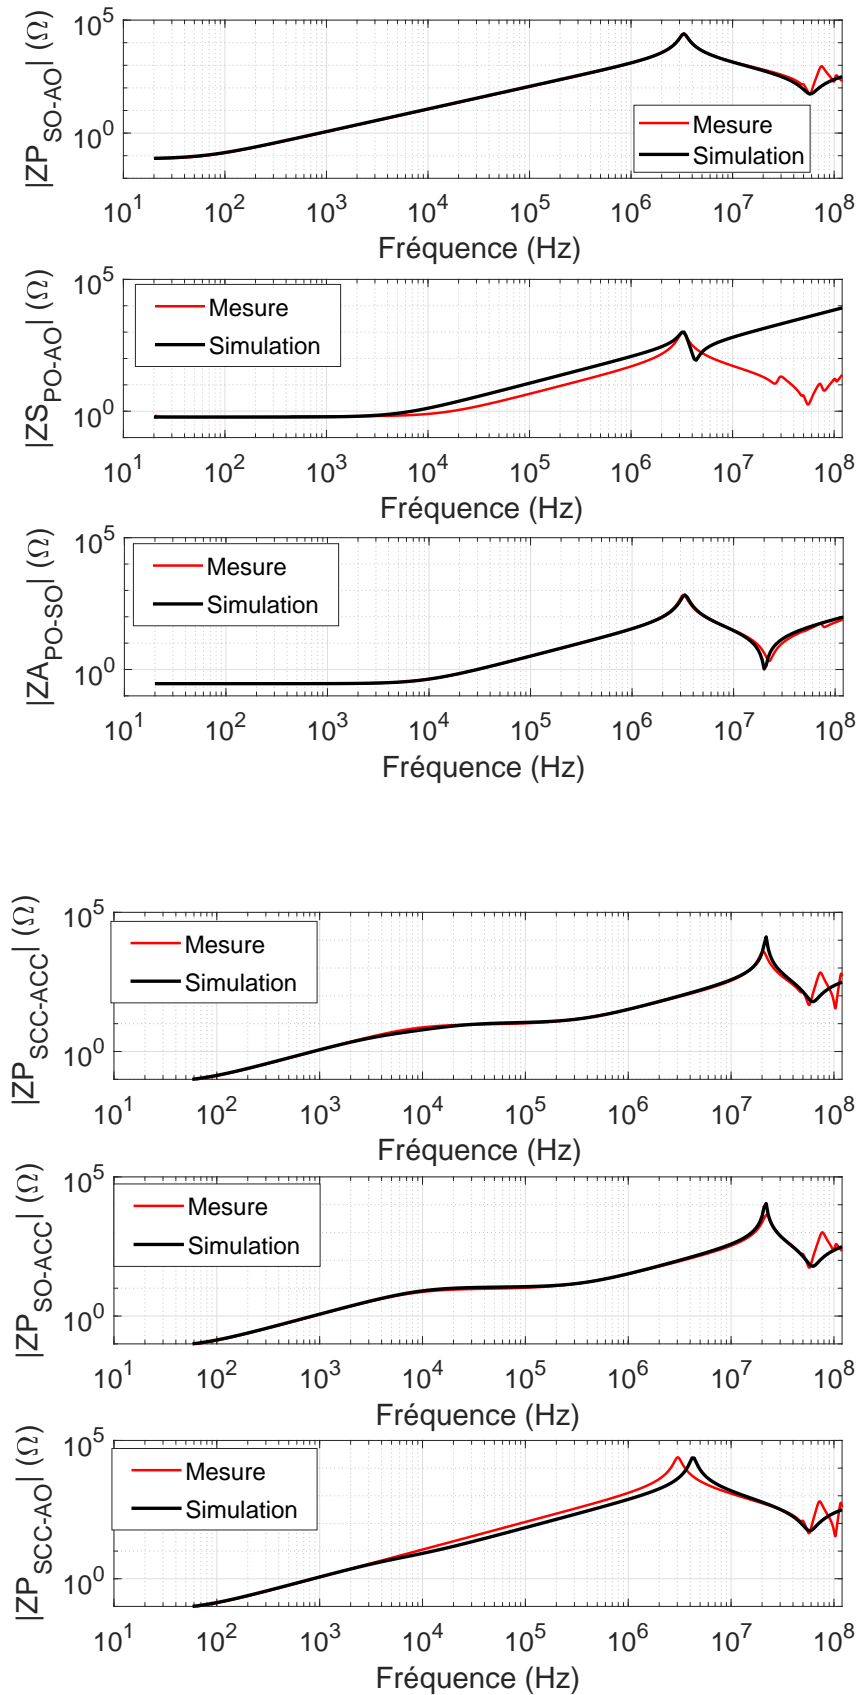 |ZP_SO-AO| (Ω)
10^5
10^0
Mesure
Simulation
10^1 10^2 10^3 10^4 10^5 10^6 10^7 10^8
Fréquence (Hz)
|ZS_PO-AO| (Ω)
10^5
10^0
Mesure
Simulation
10^1 10^2 10^3 10^4 10^5 10^6 10^7 10^8
Fréquence (Hz)
|ZA_PO-SO| (Ω)
10^5
10^0
Mesure
Simulation
10^1 10^2 10^3 10^4 10^5 10^6 10^7 10^8
Fréquence (Hz)
|ZP_SCC-ACC| (Ω)
10^5
10^0
Mesure
Simulation
10^1 10^2 10^3 10^4 10^5 10^6 10^7 10^8
Fréquence (Hz)
|ZP_SO-ACC| (Ω)
10^5
10^0
Mesure
Simulation
10^1 10^2 10^3 10^4 10^5 10^6 10^7 10^8
Fréquence (Hz)
|ZP_SCC-AO| (Ω)
10^5
10^0
Mesure
Simulation
10^1 10^2 10^3 10^4 10^5 10^6 10^7 10^8
Fréquence (Hz)